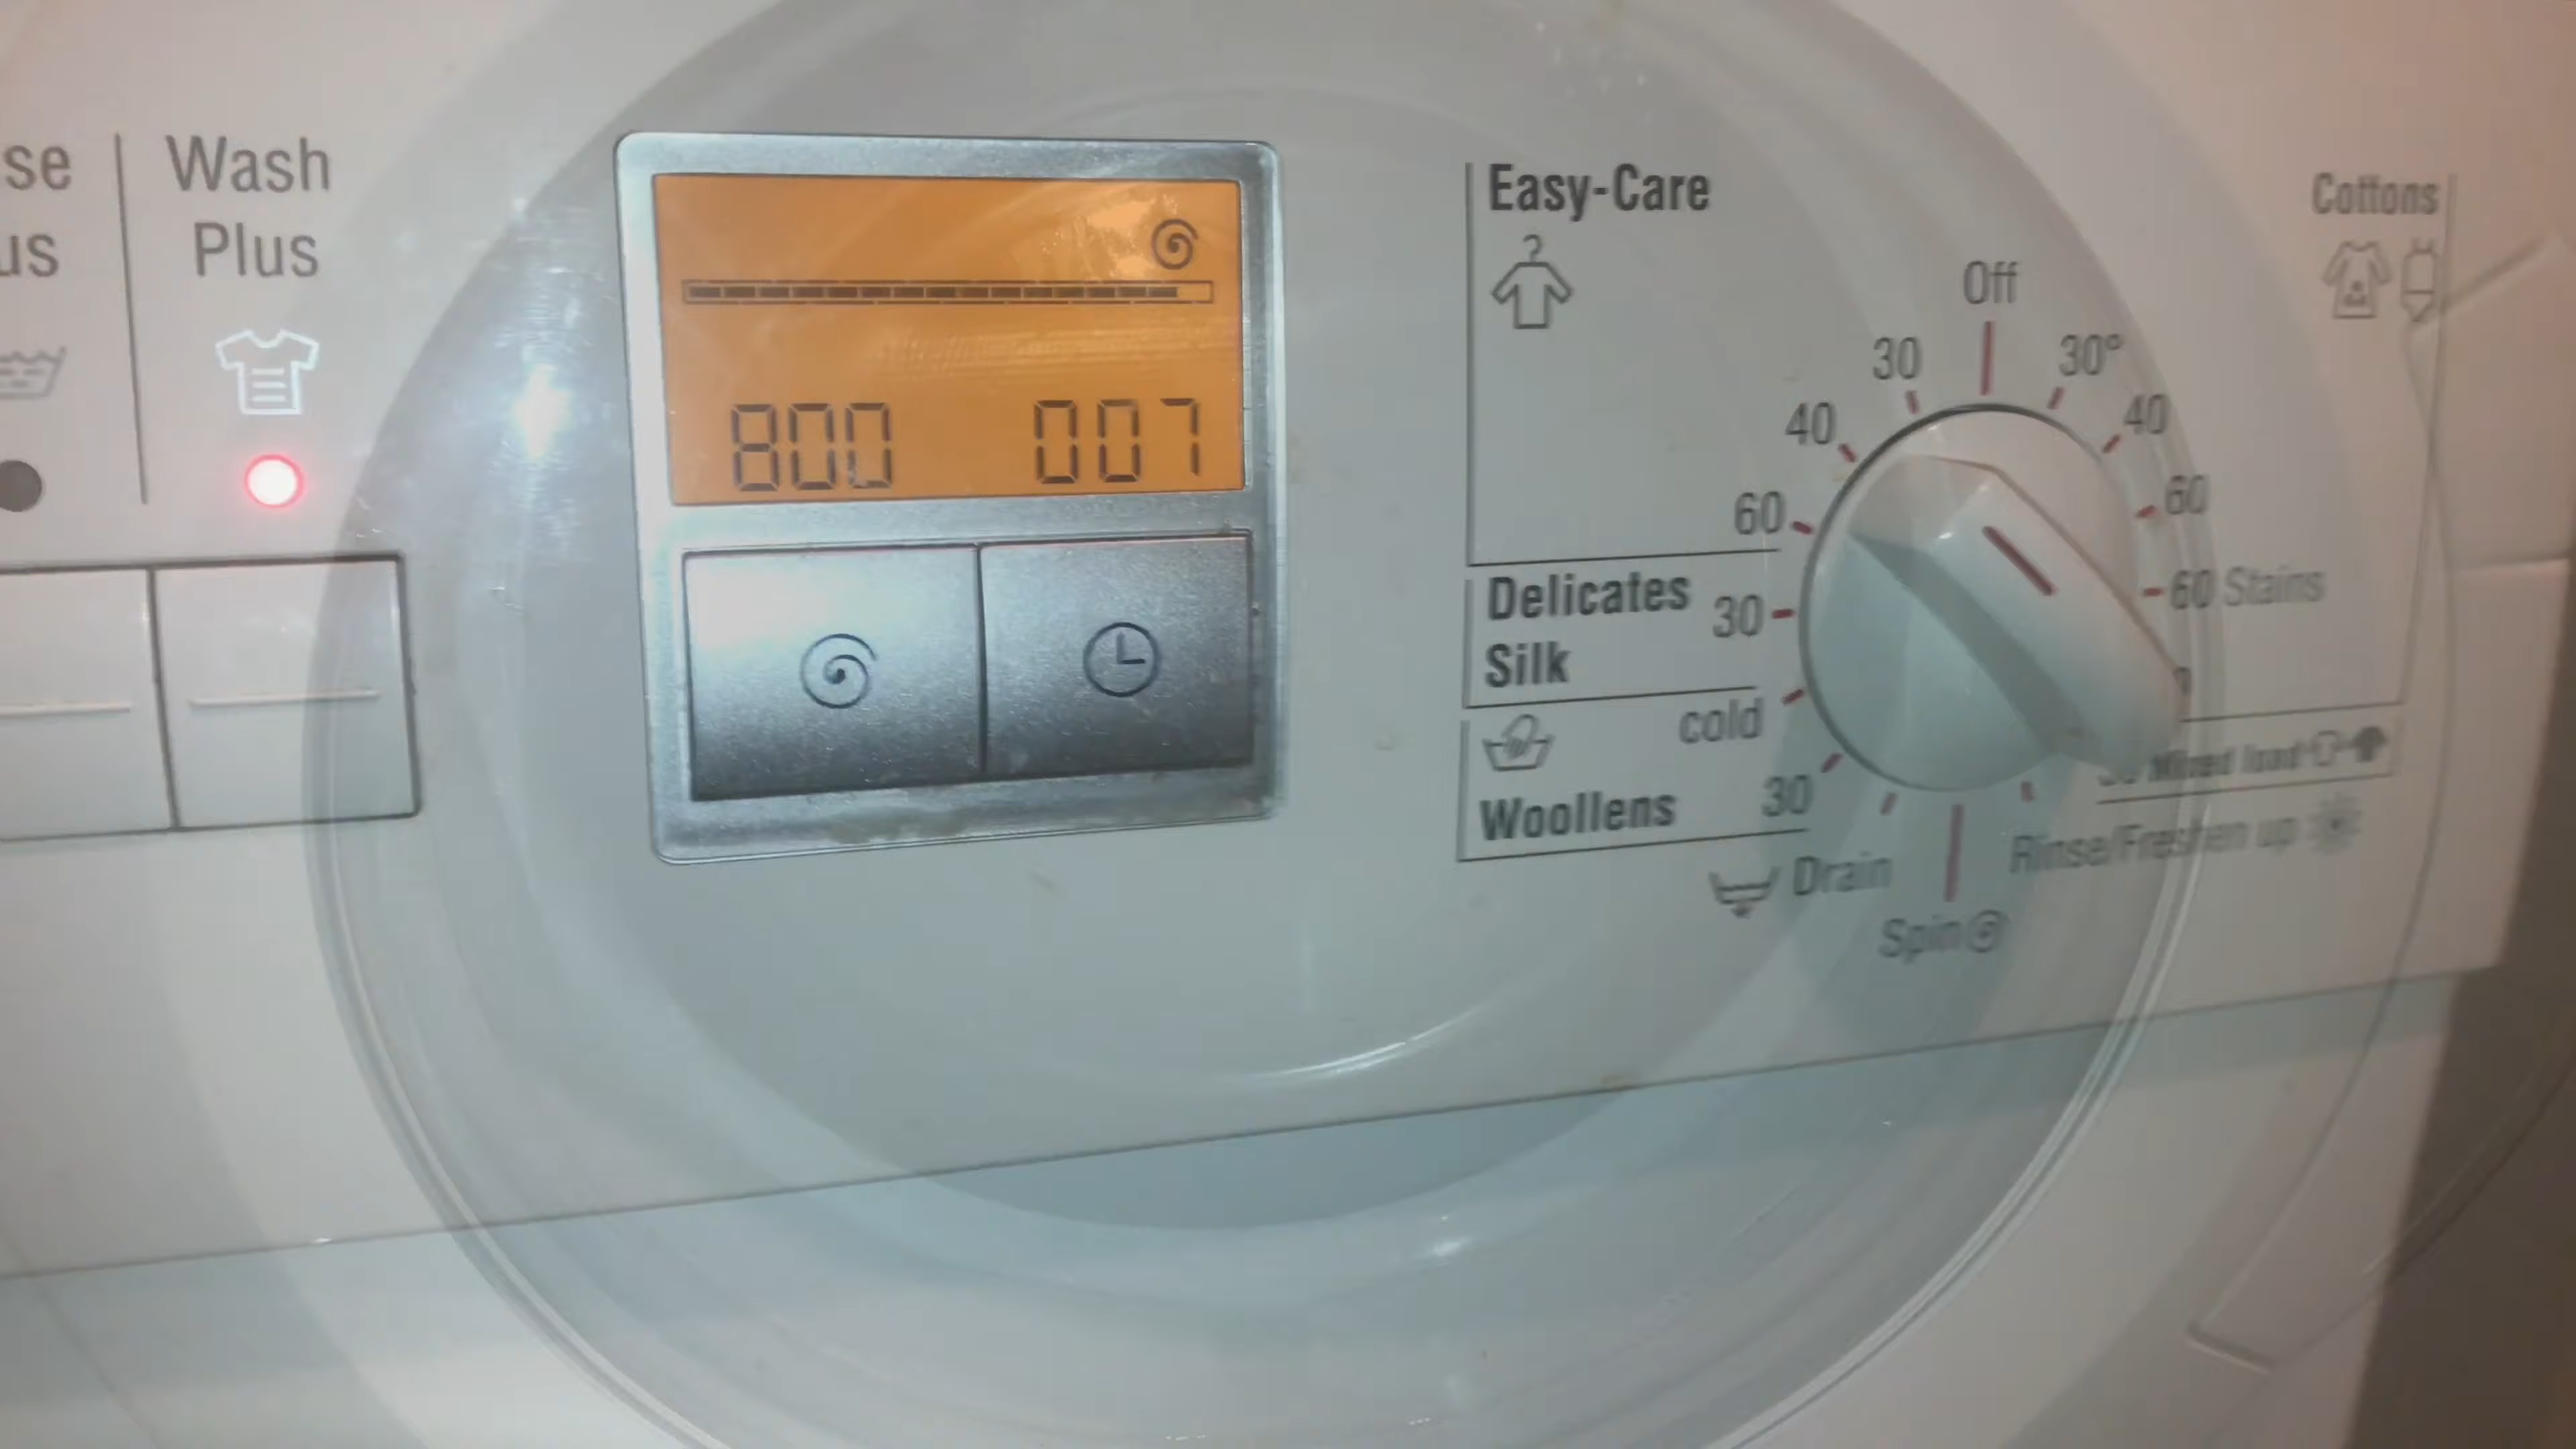 se
us
Wash
Plus
800 007
Easy-Care
Delicates
Silk
Woollens
Off
30
40
60
30
cold
30
Drain
Spin
30°
40
60
60 Stains
Cottons
Mixed load
Rinse/Freshen up